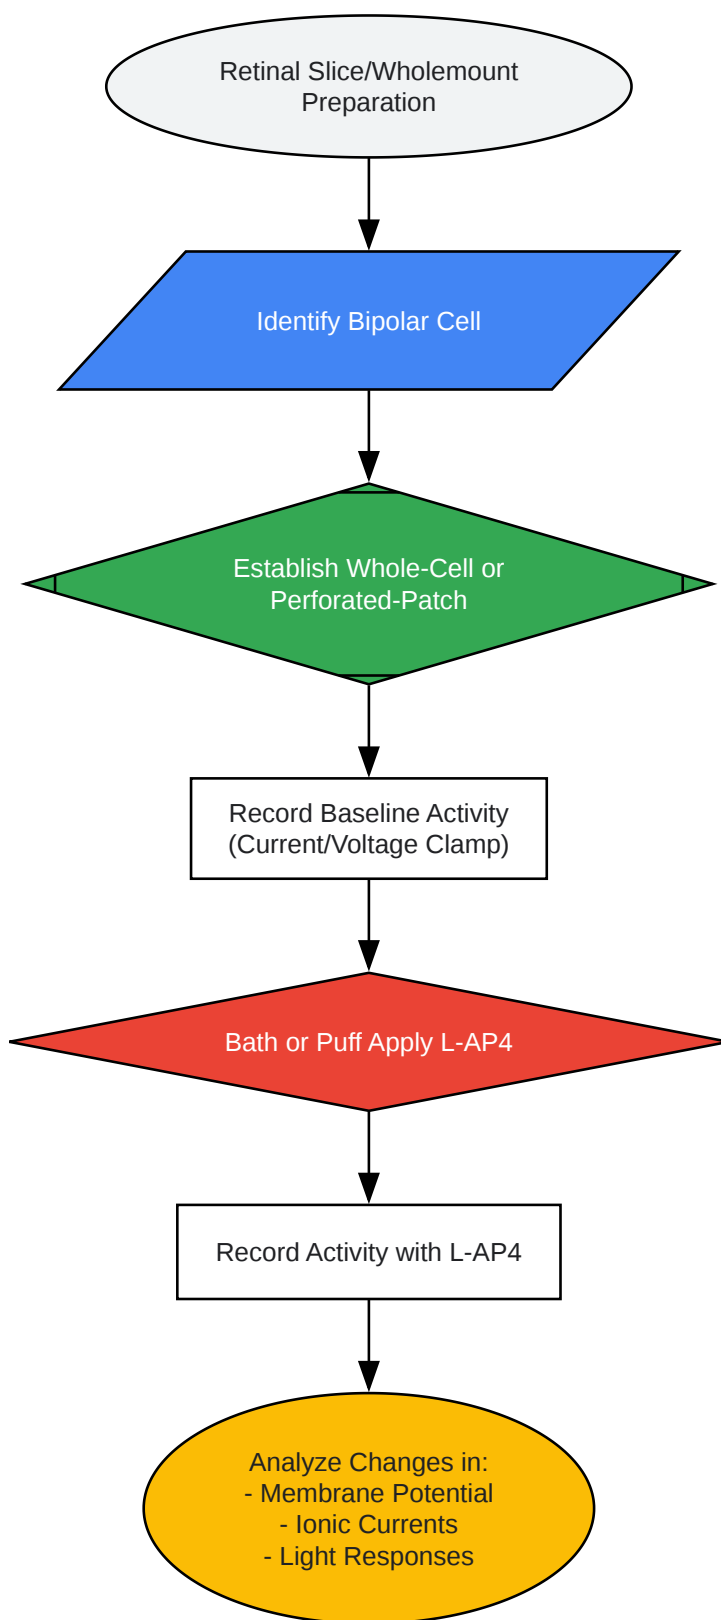 Retinal Slice/Wholemount
Preparation
Identify Bipolar Cell
Establish Whole-Cell or
Perforated-Patch
Record Baseline Activity
(Current/Voltage Clamp)
Bath or Puff Apply L-AP4
Record Activity with L-AP4
Analyze Changes in:
- Membrane Potential
- Ionic Currents
- Light Responses